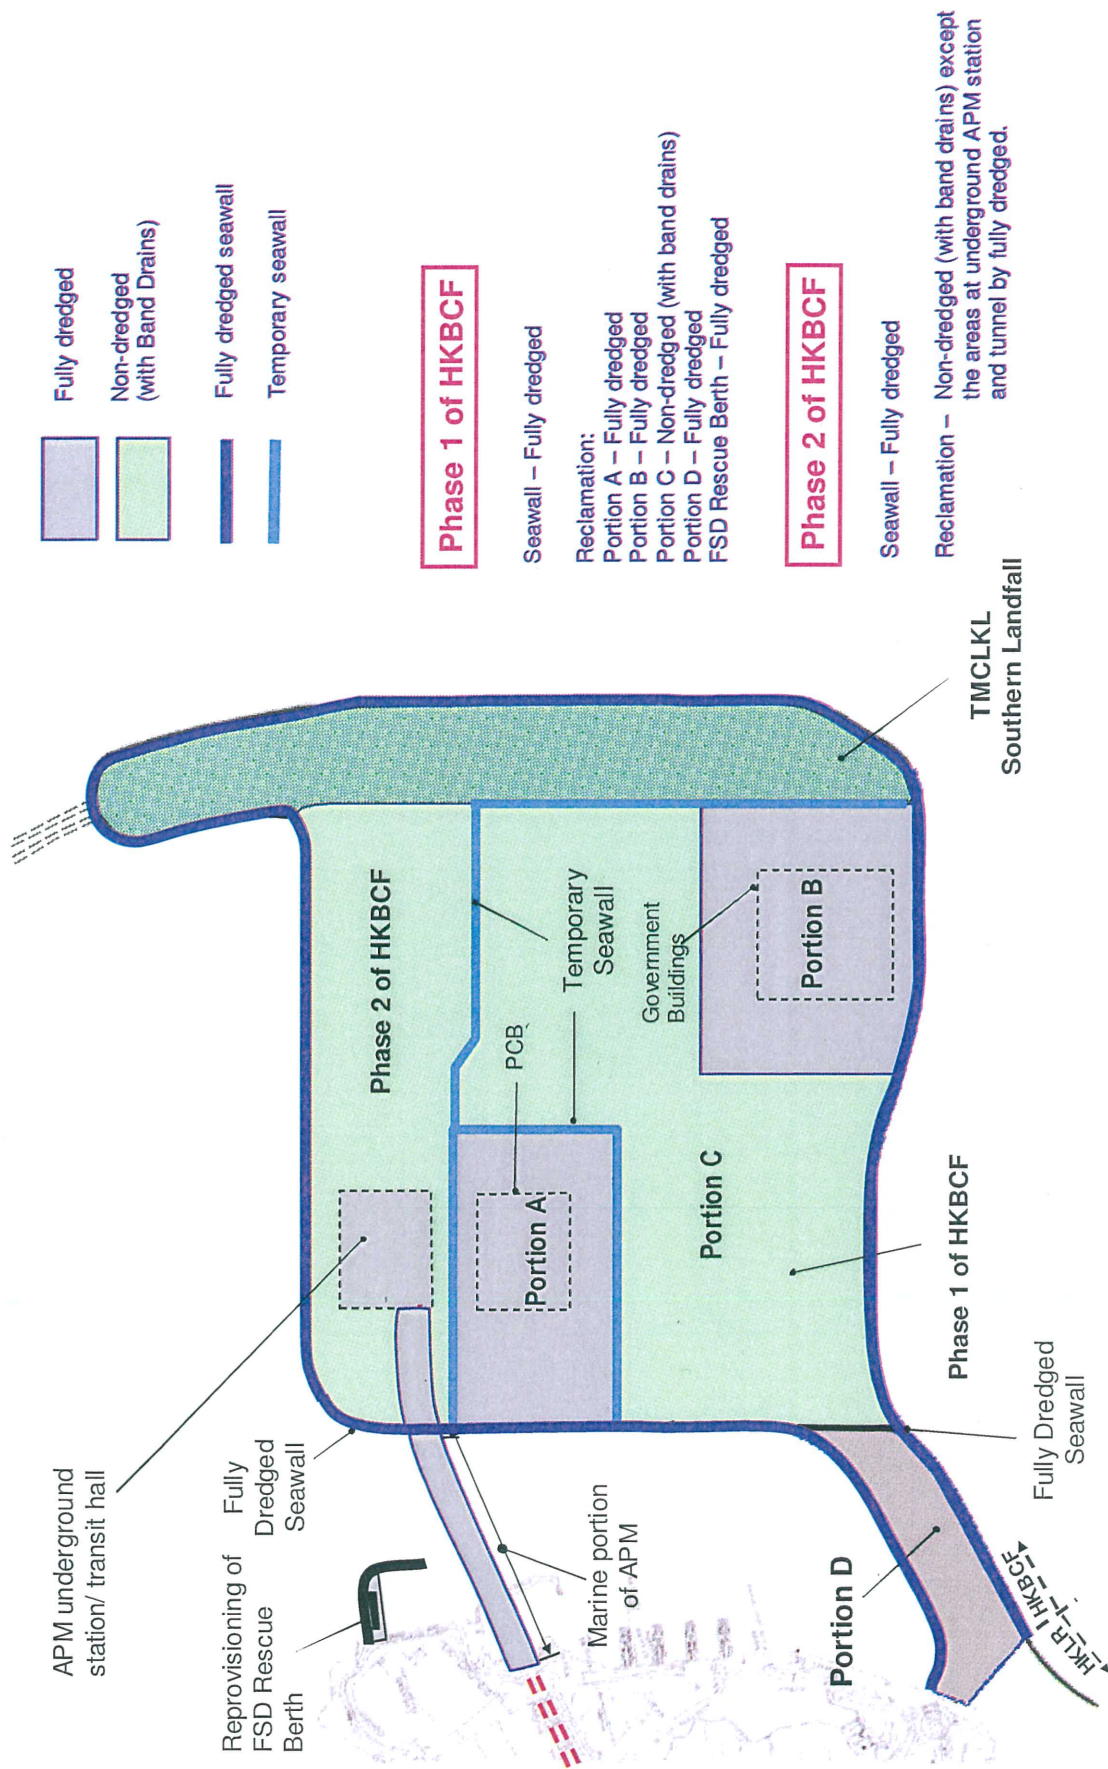 APM underground
station/ transit hall
Reprovisioning of
FSD Rescue
Berth
Fully
Dredged
Seawall
Marine portion
of APM
Phase 2 of HKBCF
PCB
Portion A
Temporary
Seawall
Government
Buildings
Portion B
Portion C
Portion D
Phase 1 of HKBCF
Fully Dredged
Seawall
HKLR
HKBCF
TMCLKL
Southern Landfall
Fully dredged
Non-dredged
(with Band Drains)
Fully dredged seawall
Temporary seawall
Phase 1 of HKBCF
Seawall – Fully dredged
Reclamation:
Portion A – Fully dredged
Portion B – Fully dredged
Portion C – Non-dredged (with band drains)
Portion D – Fully dredged
FSD Rescue Berth – Fully dredged
Phase 2 of HKBCF
Seawall – Fully dredged
Reclamation – Non-dredged (with band drains) except
the areas at underground APM station
and tunnel by fully dredged.